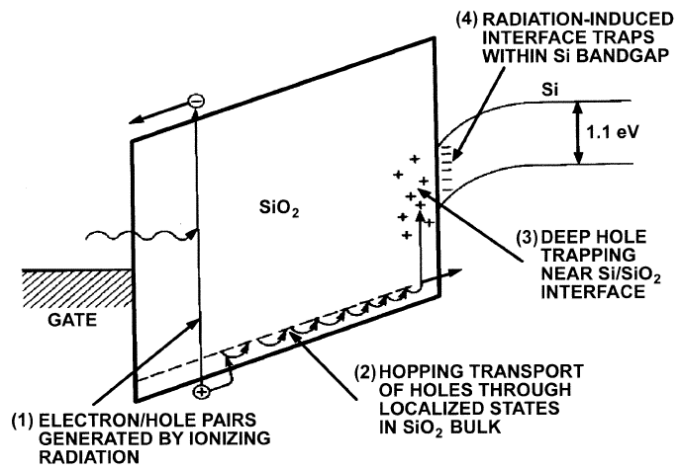 (4) RADIATION-INDUCED
INTERFACE TRAPS
WITHIN Si BANDGAP
Si
1.1 eV
SiO₂
(3) DEEP HOLE
TRAPPING
NEAR Si/SiO₂
INTERFACE
GATE
(2) HOPPING TRANSPORT
OF HOLES THROUGH
LOCALIZED STATES
IN SiO₂ BULK
(1) ELECTRON/HOLE PAIRS
GENERATED BY IONIZING
RADIATION